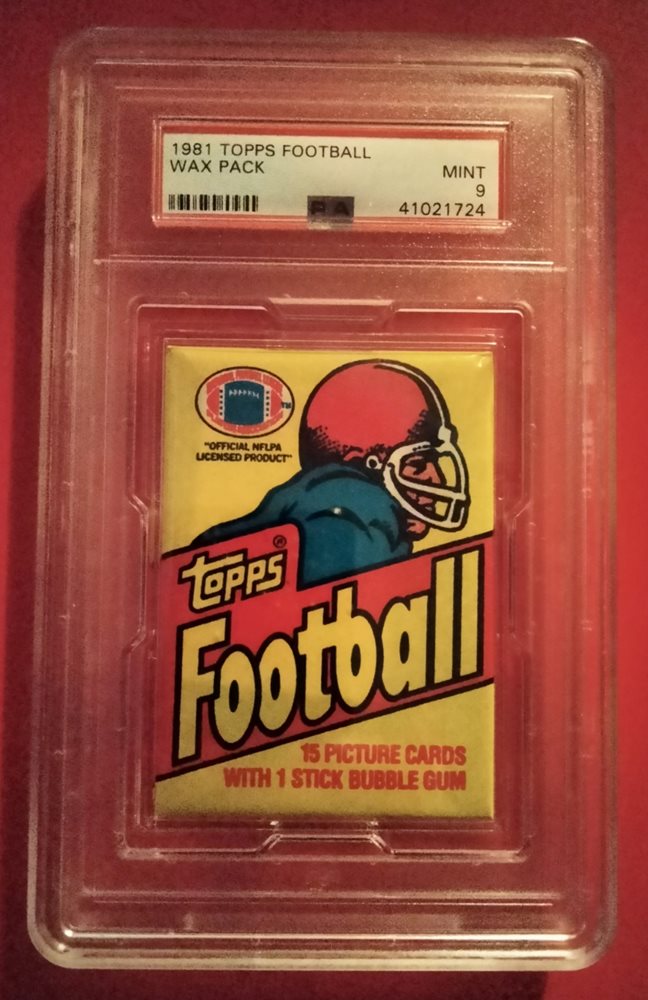 1981 TOPPS FOOTBALL
WAX PACK
MINT
9
41021724
TM
"OFFICIAL NFLPA
LICENSED PRODUCT"
topps®
Football
15 PICTURE CARDS
WITH 1 STICK BUBBLE GUM